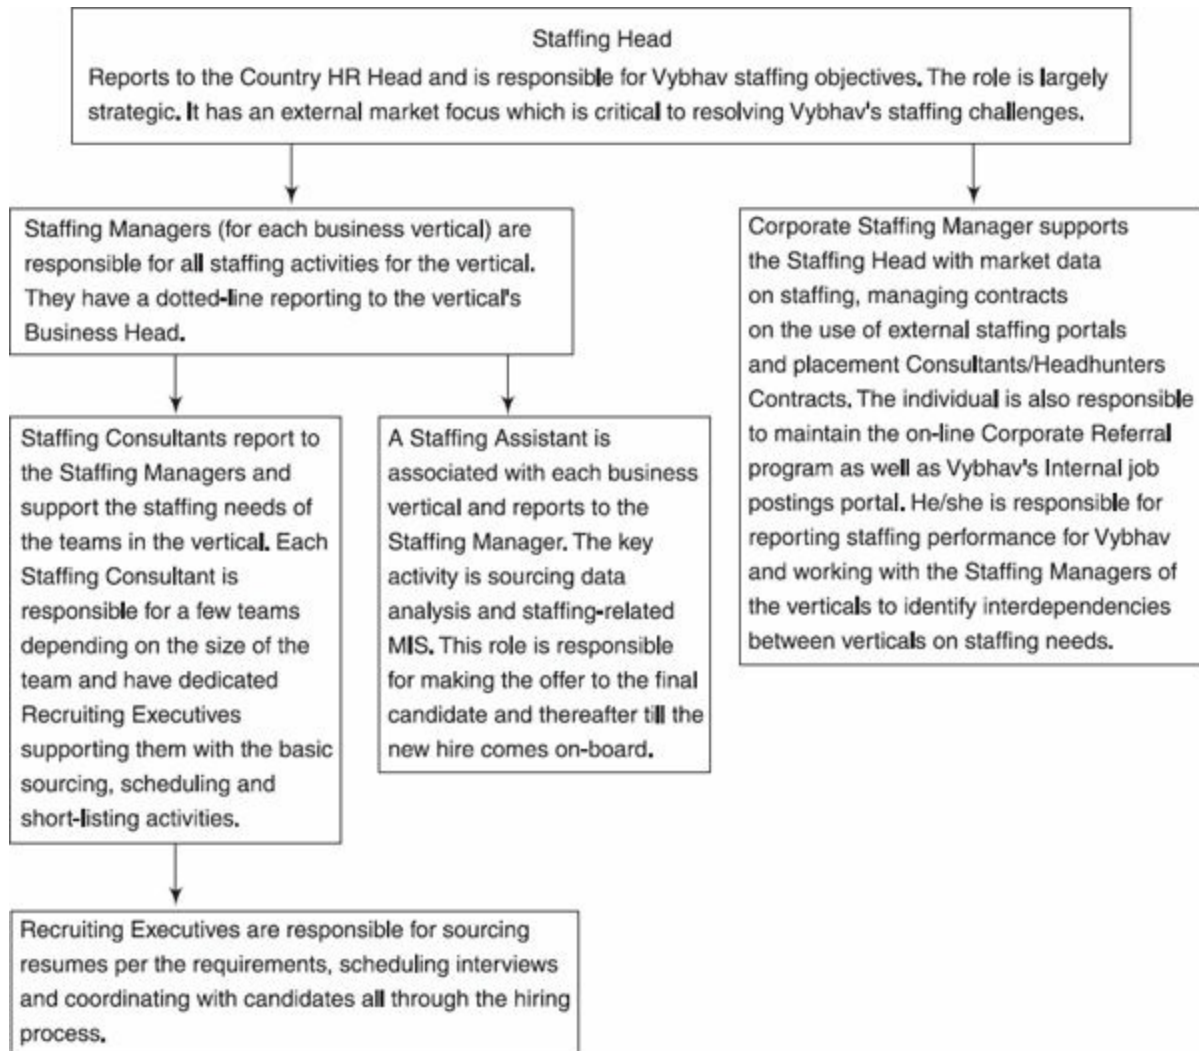 Staffing Head
Reports to the Country HR Head and is responsible for Vybhav staffing objectives. The role is largely
strategic. It has an external market focus which is critical to resolving Vybhav's staffing challenges.
Staffing Managers (for each business vertical) are
responsible for all staffing activities for the vertical.
They have a dotted-line reporting to the vertical's
Business Head.
Corporate Staffing Manager supports
the Staffing Head with market data
on staffing, managing contracts
on the use of external staffing portals
and placement Consultants/Headhunters
Contracts. The individual is also responsible
to maintain the on-line Corporate Referral
program as well as Vybhav's Internal job
postings portal. He/she is responsible for
reporting staffing performance for Vybhav
and working with the Staffing Managers of
the verticals to identify interdependencies
between verticals on staffing needs.
Staffing Consultants report to
the Staffing Managers and
support the staffing needs of
the teams in the vertical. Each
Staffing Consultant is
responsible for a few teams
depending on the size of the
team and have dedicated
Recruiting Executives
supporting them with the basic
sourcing, scheduling and
short-listing activities.
A Staffing Assistant is
associated with each business
vertical and reports to the
Staffing Manager. The key
activity is sourcing data
analysis and staffing-related
MIS. This role is responsible
for making the offer to the final
candidate and thereafter till the
new hire comes on-board.
Recruiting Executives are responsible for sourcing
resumes per the requirements, scheduling interviews
and coordinating with candidates all through the hiring
process.